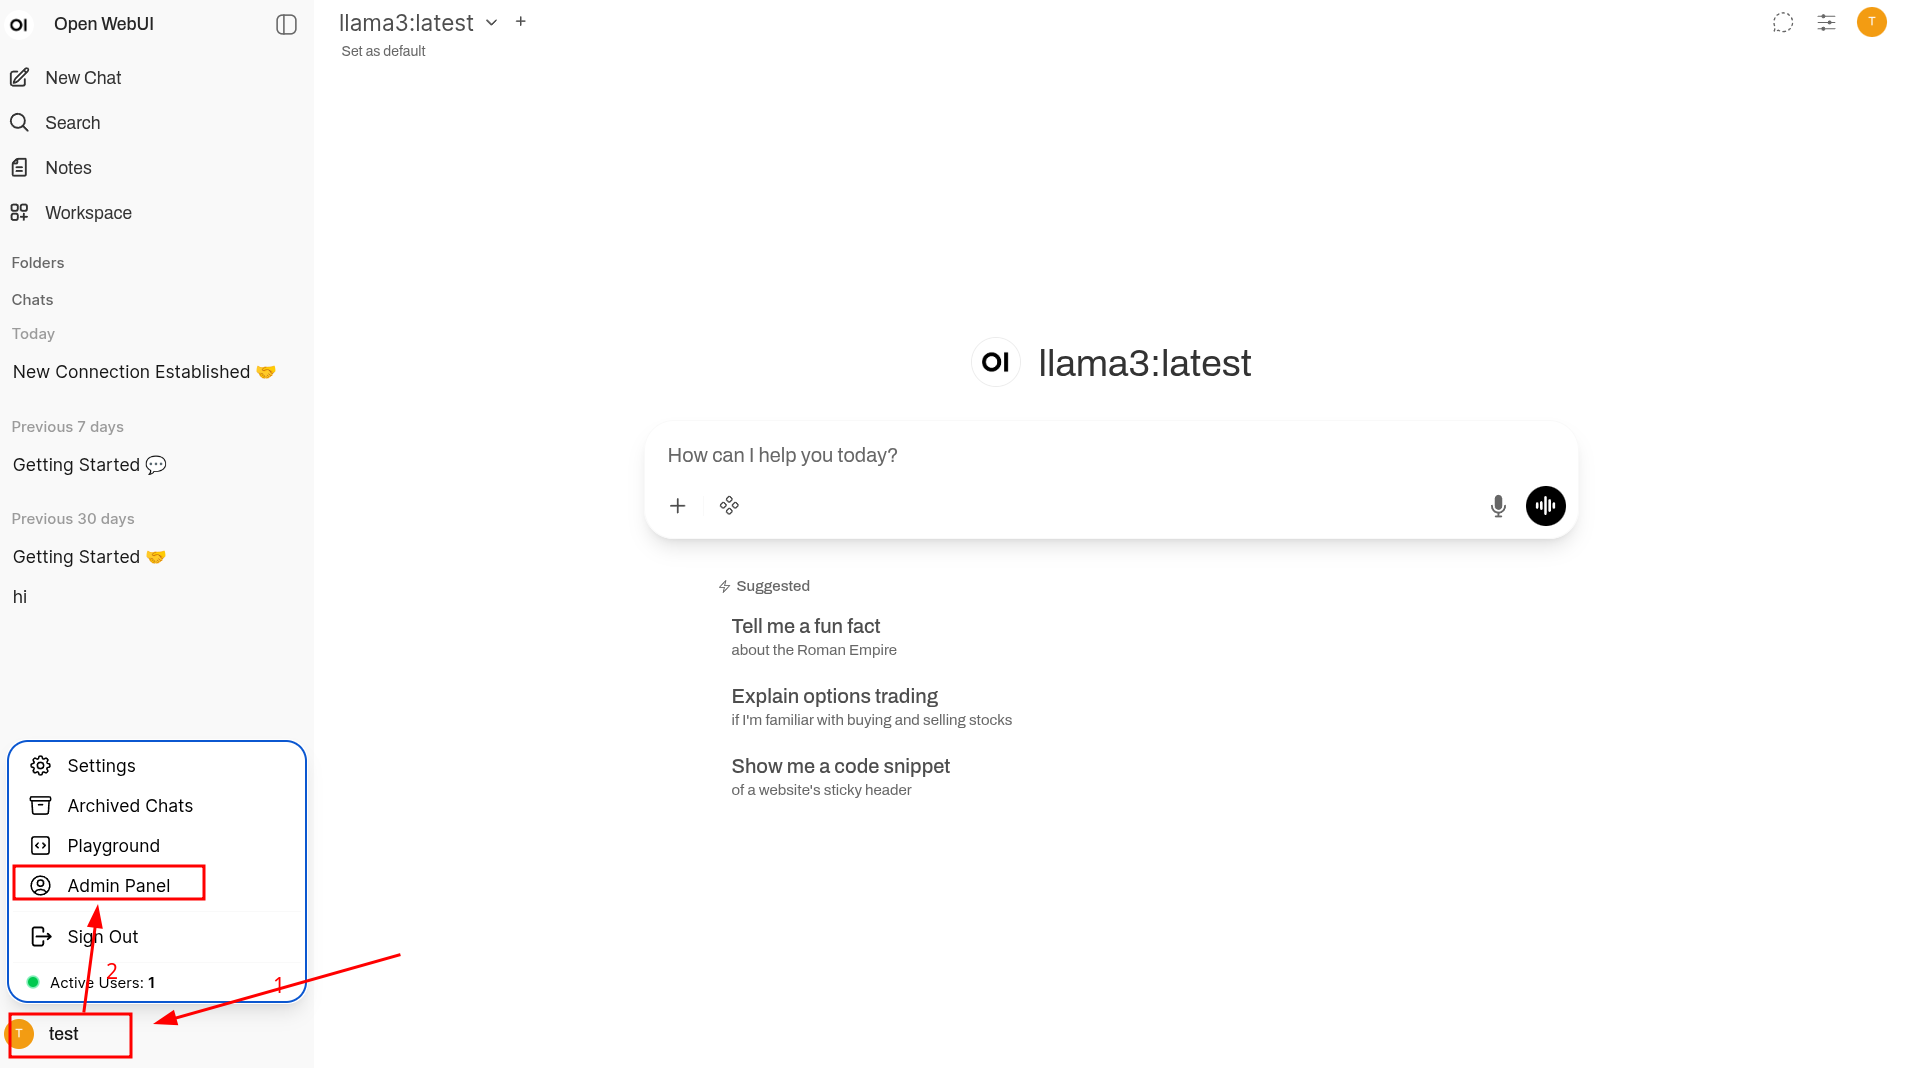 OI Open WebUI
New Chat
Search
Notes
Workspace
Folders
Chats
Today
New Connection Established 🤝
Previous 7 days
Getting Started 💬
Previous 30 days
Getting Started 🤝
hi
Settings
Archived Chats
Playground
Admin Panel
Sign Out
2
Active Users: 1
1
T test
llama3:latest
Set as default
T
OI llama3:latest
How can I help you today?
Suggested
Tell me a fun fact
about the Roman Empire
Explain options trading
if I'm familiar with buying and selling stocks
Show me a code snippet
of a website's sticky header